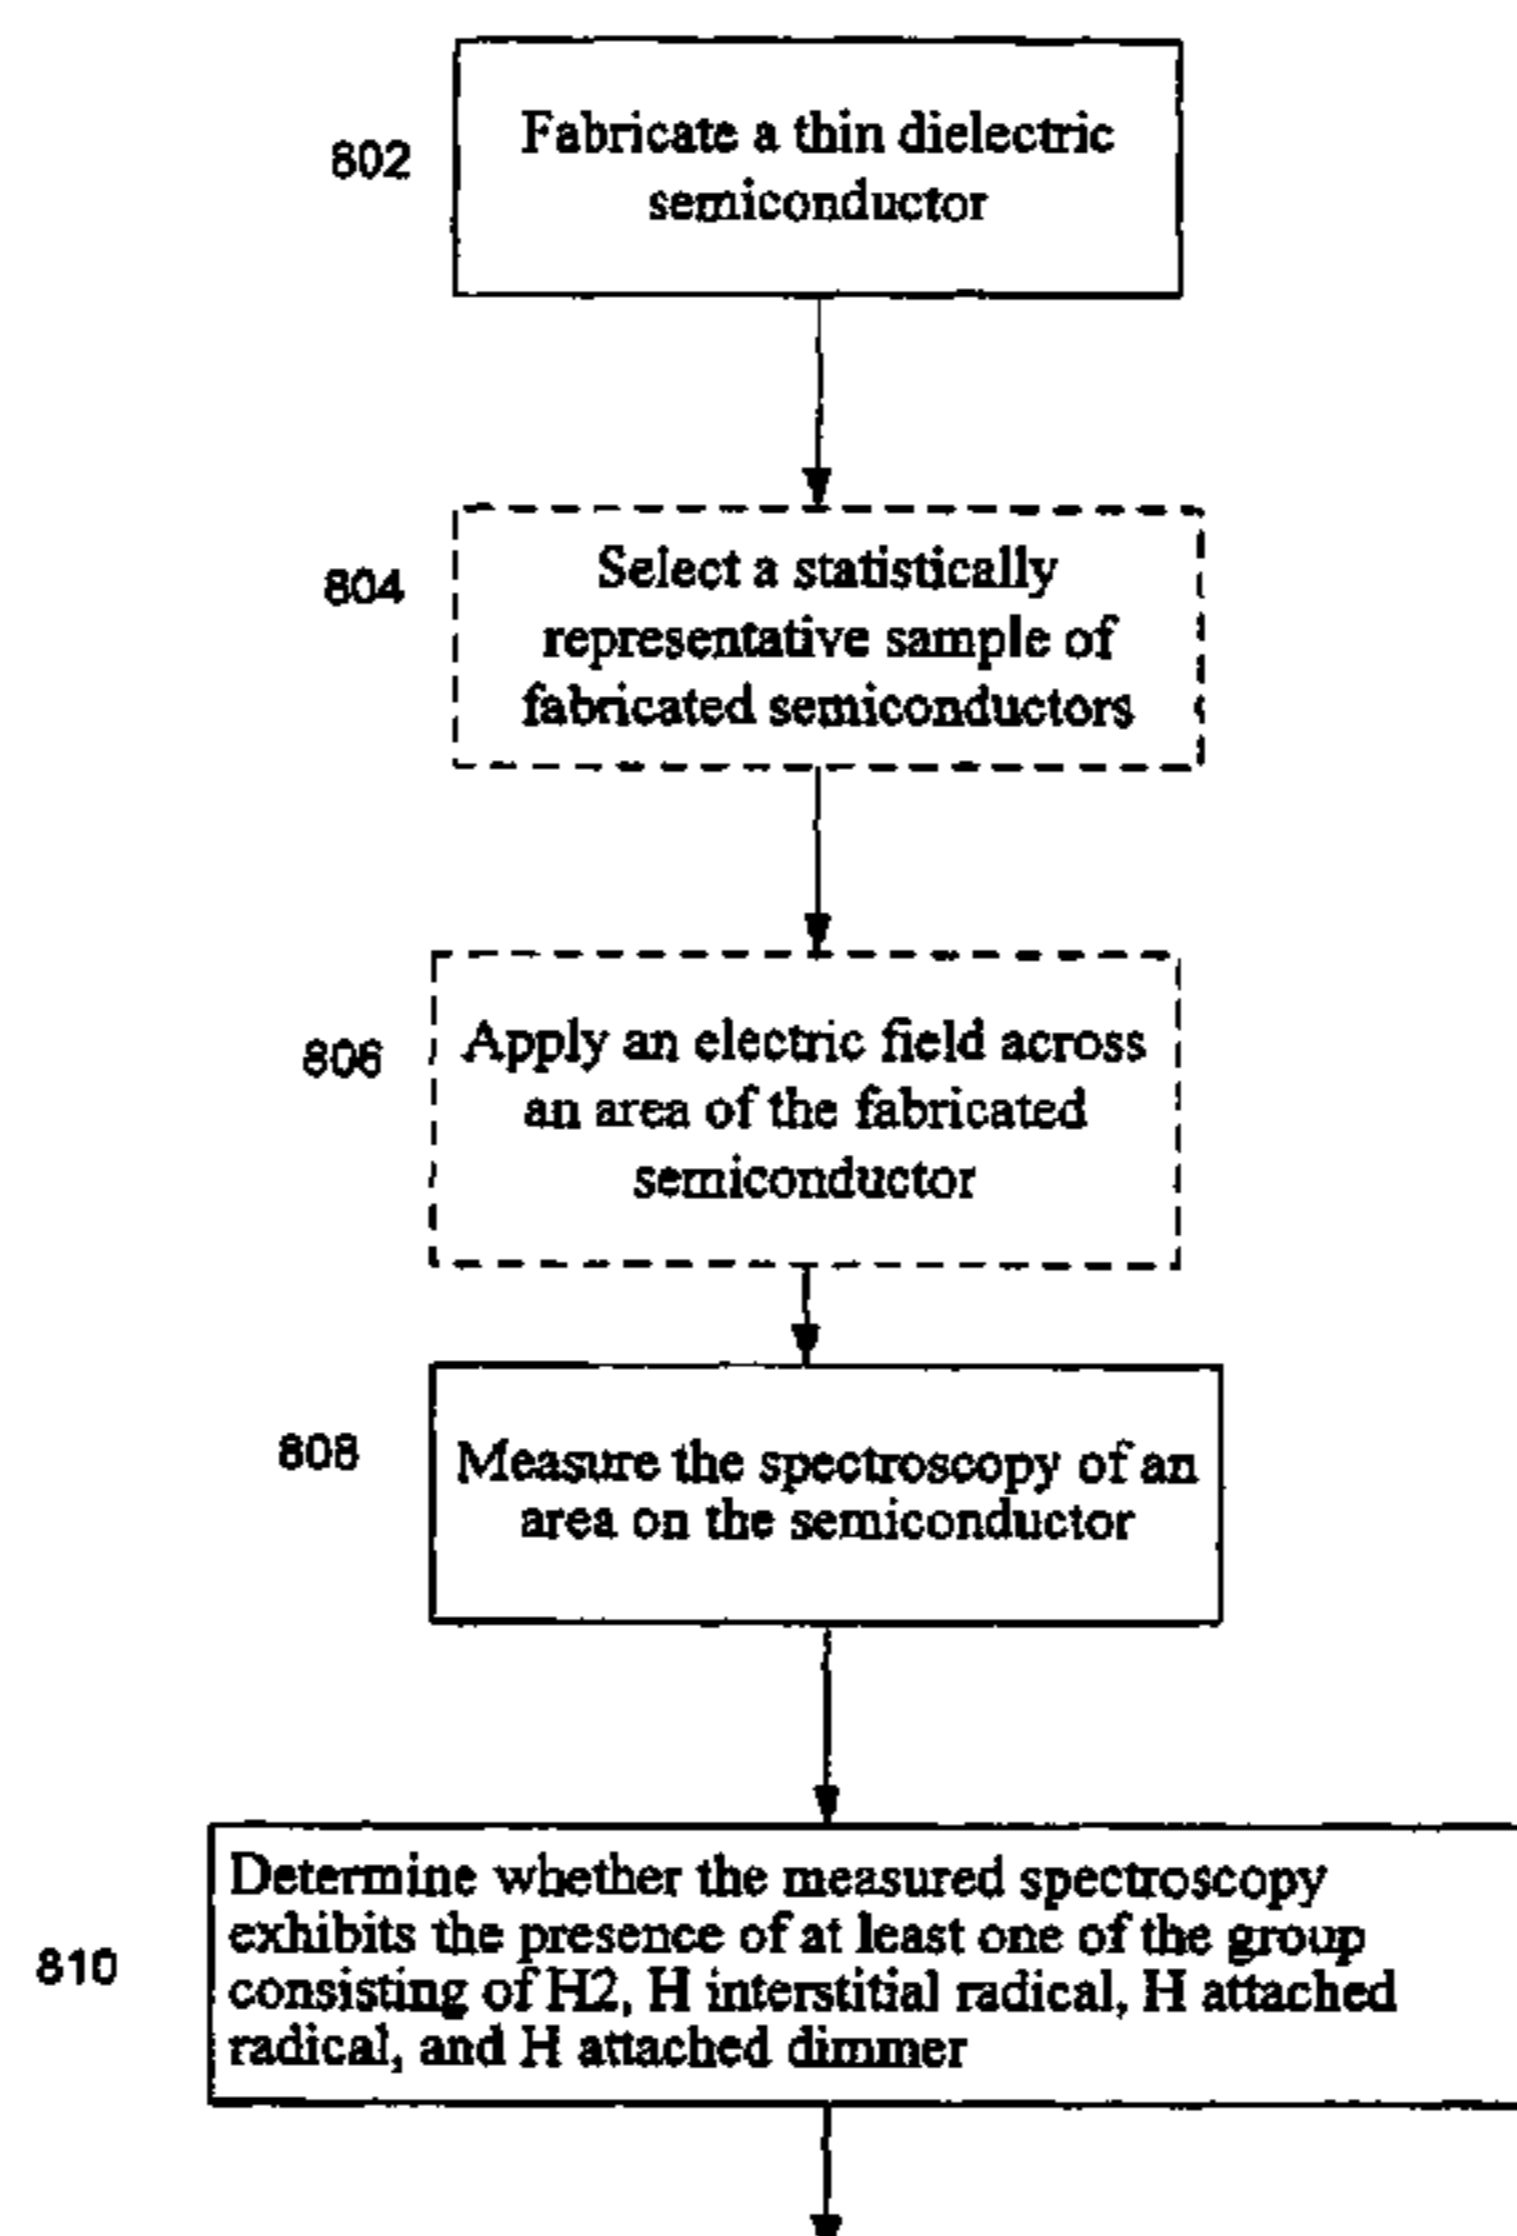 802
Fabricate a thin dielectric
semiconductor
804
Select a statistically
representative sample of
fabricated semiconductors
806
Apply an electric field across
an area of the fabricated
semiconductor
808
Measure the spectroscopy of an
area on the semiconductor
810
Determine whether the measured spectroscopy
exhibits the presence of at least one of the group
consisting of H2, H interstitial radical, H attached
radical, and H attached dimmer